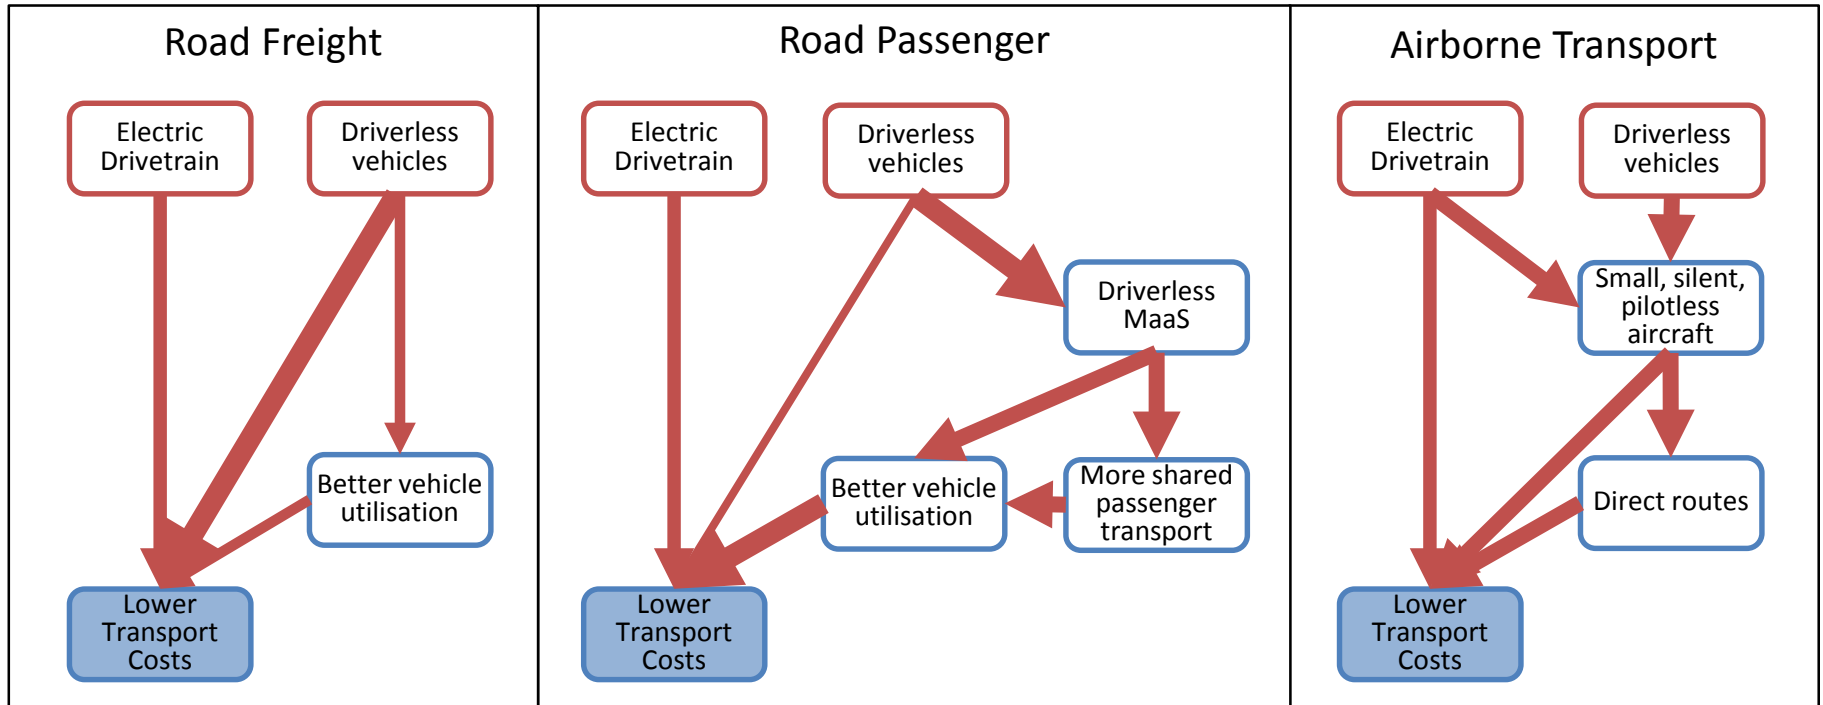 Road Freight
Electric
Drivetrain
Driverless
vehicles
Better vehicle
utilisation
Lower
Transport
Costs
Road Passenger
Electric
Drivetrain
Driverless
vehicles
Driverless
MaaS
Better vehicle
utilisation
More shared
passenger
transport
Lower
Transport
Costs
Airborne Transport
Electric
Drivetrain
Driverless
vehicles
Small, silent,
pilotless
aircraft
Direct routes
Lower
Transport
Costs